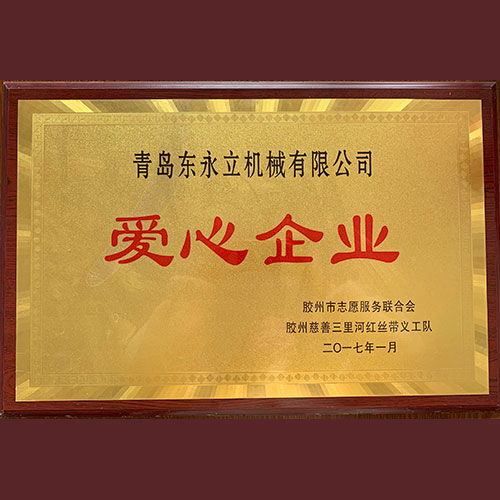 青岛东永立机械有限公司
爱心企业
胶州市志愿服务联合会
胶州慈善三里河红丝带义工队
二〇一七年一月